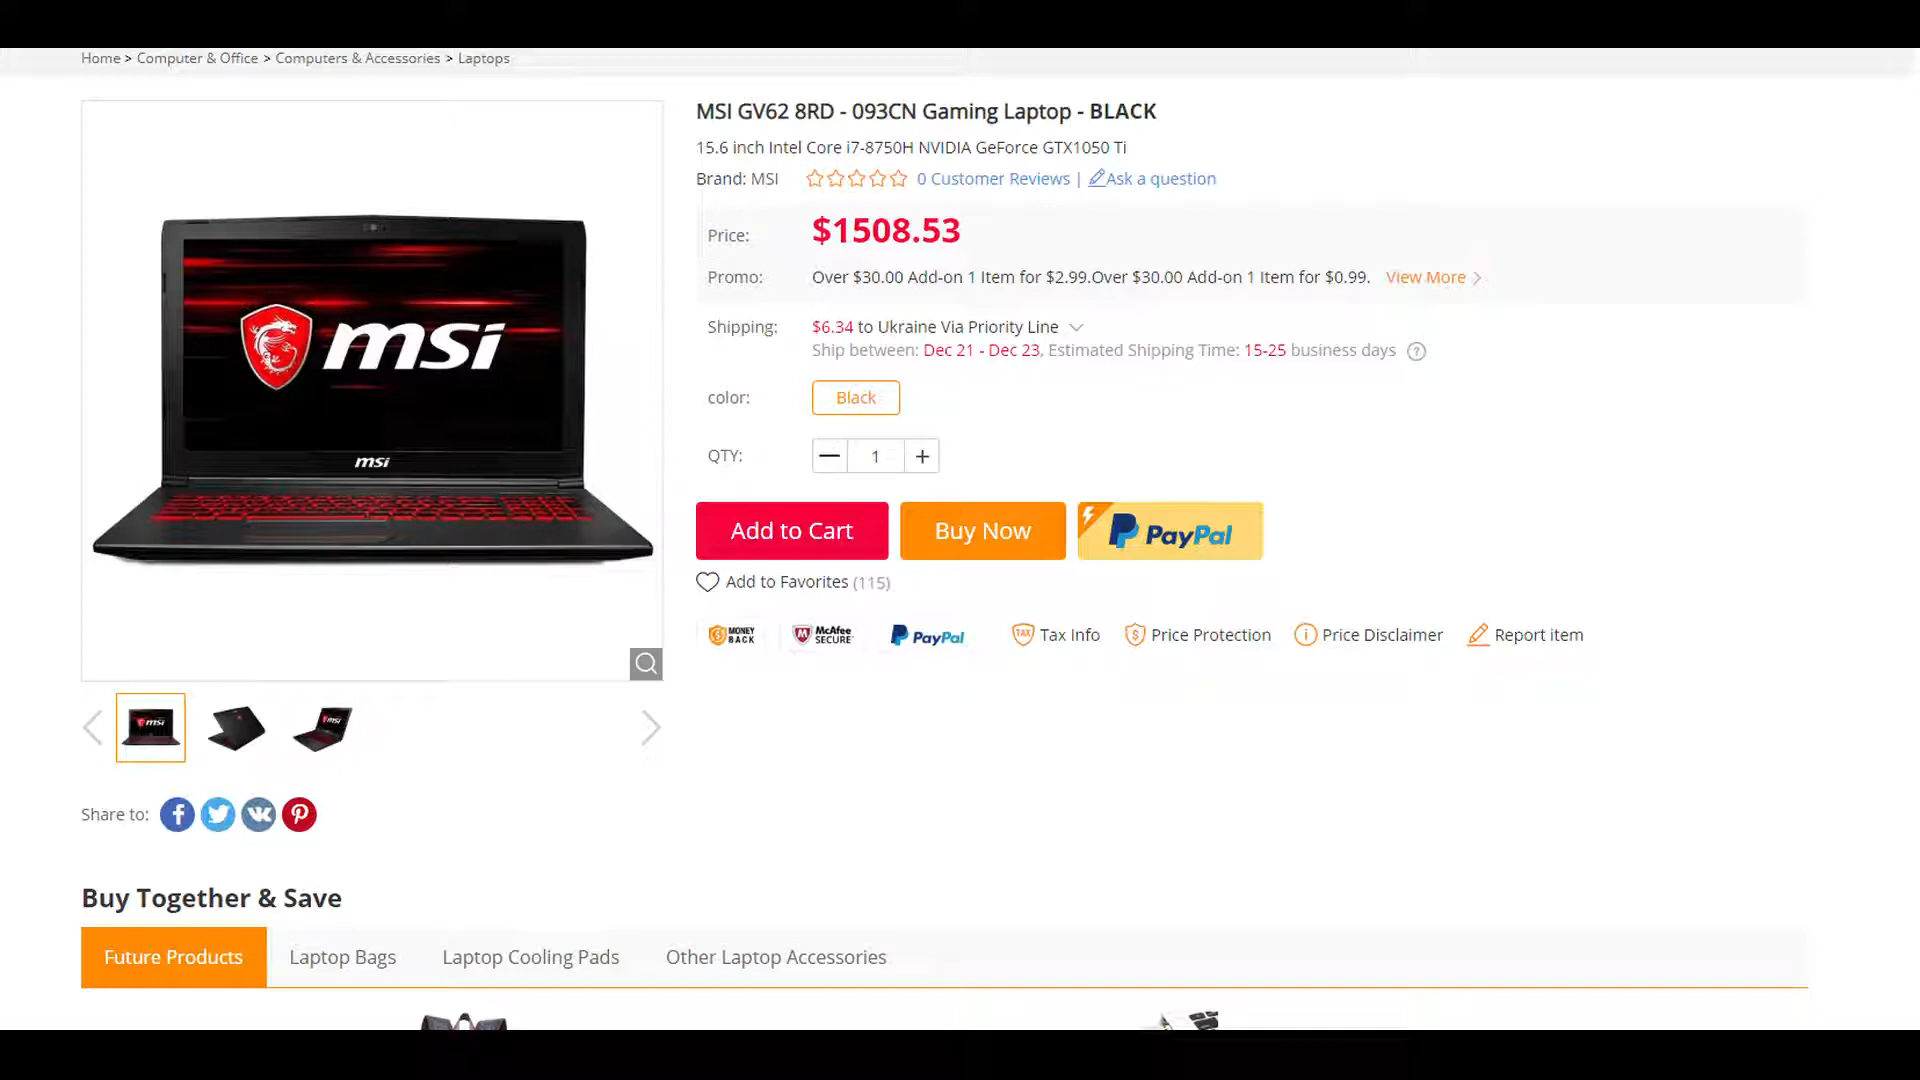 Home > Computer & Office > Computers & Accessories > Laptops
MSI GV62 8RD - 093CN Gaming Laptop - BLACK
15.6 inch Intel Core i7-8750H NVIDIA GeForce GTX1050 Ti
Brand: MSI 0 Customer Reviews | Ask a question
Price: $1508.53
Promo: Over $30.00 Add-on 1 Item for $2.99.Over $30.00 Add-on 1 Item for $0.99. View More >
Shipping: $6.34 to Ukraine Via Priority Line
Ship between: Dec 21 - Dec 23, Estimated Shipping Time: 15-25 business days ?
color: Black
QTY: — 1 +
Add to Cart Buy Now PayPal
Add to Favorites (115)
MONEY BACK McAfee SECURE PayPal TAX Tax Info $ Price Protection i Price Disclaimer Report item
msi
msi
msi
msi
Share to:
Buy Together & Save
Future Products Laptop Bags Laptop Cooling Pads Other Laptop Accessories